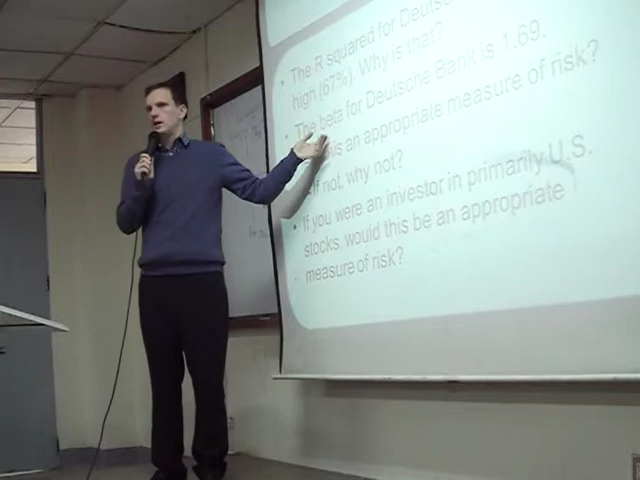 • The R squared for Deutsc
high (67%). Why is that?
• The beta for Deutsche Bank is 1.69.
is an appropriate measure of risk?
If not, why not?
• If you were an investor in primarily U.S.
stocks, would this be an appropriate
measure of risk?